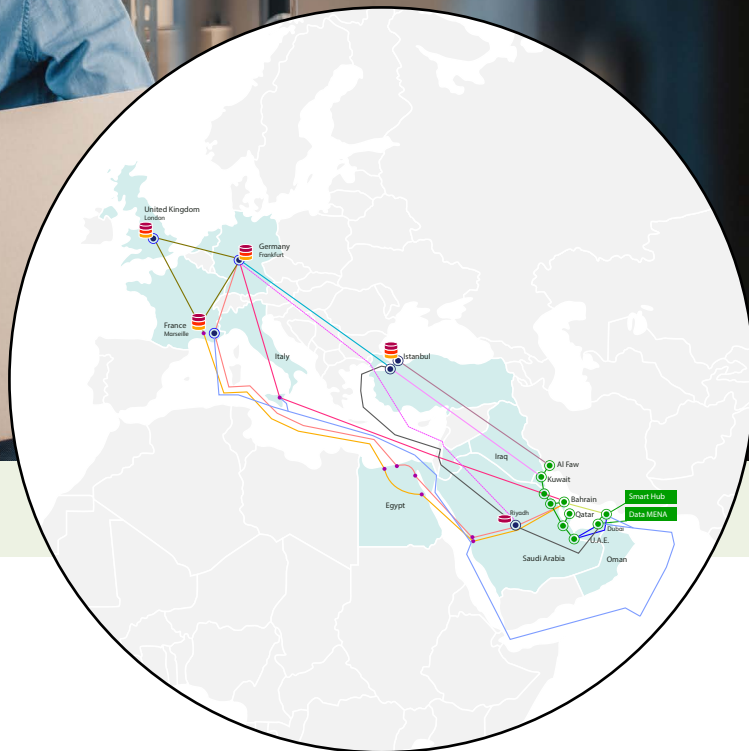 United Kingdom
London
Germany
Frankfurt
France
Marseille
Italy
Istanbul
Iraq
Al Faw
Kuwait
Bahrain
Smart Hub
Data MENA
Qatar
Riyadh
Dubai
U.A.E.
Egypt
Saudi Arabia
Oman